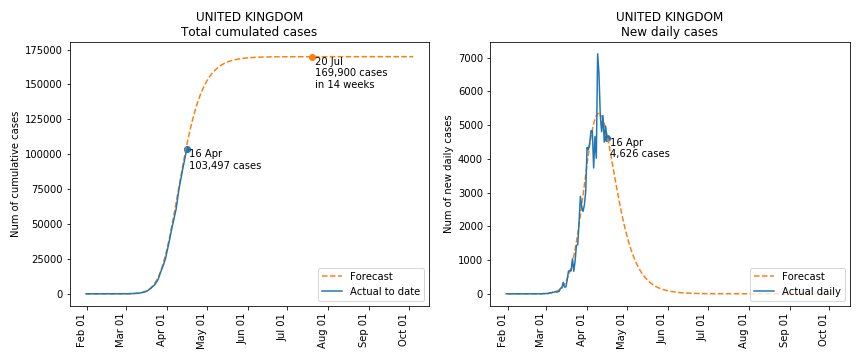 UNITED KINGDOM
Total cumulated cases
Num of cumulative cases
175000
150000
125000
100000
75000
50000
25000
0
20 Jul
169,900 cases
in 14 weeks
16 Apr
103,497 cases
Forecast
Actual to date
Feb 01
Mar 01
Apr 01
May 01
Jun 01
Jul 01
Aug 01
Sep 01
Oct 01
UNITED KINGDOM
New daily cases
Num of new daily cases
7000
6000
5000
4000
3000
2000
1000
0
16 Apr
4,626 cases
Forecast
Actual daily
Feb 01
Mar 01
Apr 01
May 01
Jun 01
Jul 01
Aug 01
Sep 01
Oct 01